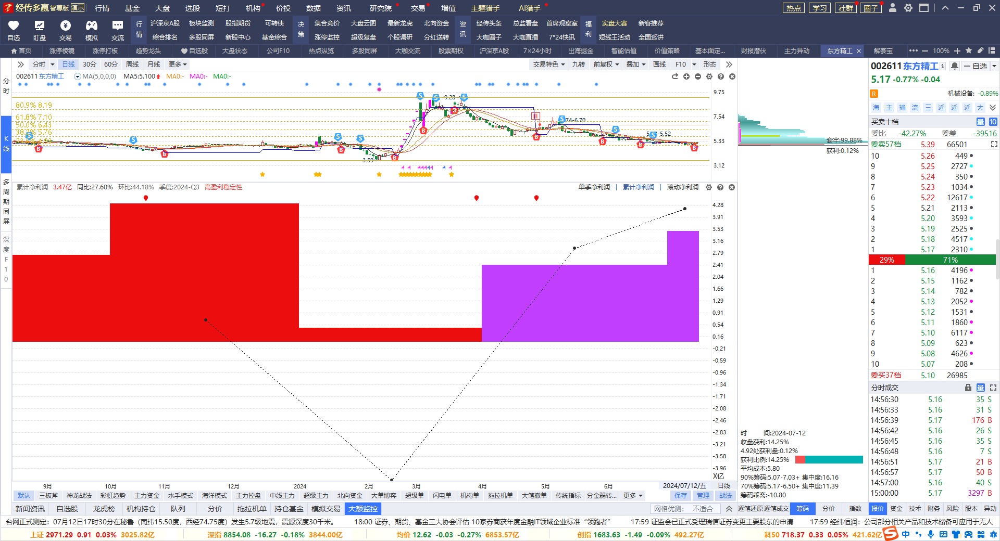 经传多赢 智尊版 演示 行情 基金 大盘 选股 短打 机构 价投 数据 资讯 研究院 交易 增值 主题猎手 AI猎手 热点 学习 社群 圈子
自选 盯盘 交易 模拟 交流
行情 沪深京A股 板块监测 股指期货 可转债 决策 集合竞价 大盘云图 最新龙虎 北向资金 资讯 经传头条 总监看盘 首席观察室 福利 实盘大赛 新客推荐
综合排名 多股同屏 新股中心 基金综合 涨停监控 超级复盘 个股调研 分红送转 大咖圈子 大咖直播 7*24快讯 短线王活动 全国巡讲
首页 涨停棱镜 涨停打板 趋势龙头 自选股 大盘状态 公司F10 热点纵览 多股同屏 大咖交流 股票期权 沪深京A股 7×24小时 出海掘金 智能估值 价值策略 基本面定... 财报潜伏 主力异动 东方精工 解套宝 100%
分时 日线 30分 60分 周线 月线 更多 交易特色 九转 前复权 叠加 画线 F10 形态
002611 东方精工 MA(5,0,0,0) MA5:5.100 MA0:- MA0:- MA0:-
分时
K线
多周期同屏
深度F10
80.9% 8.19
61.8% 7.10
50.0% 6.43
38.2% 5.76
9.28
3.59
9.75
7.54
5.33
3.12
累计净利润 3.47亿 同比:27.60% 环比:44.18% 季度:2024-Q3 高盈利稳定性
单季净利润 | 累计净利润 | 滚动净利润
4.28
3.91
3.53
3.16
2.79
2.41
2.04
1.66
1.29
0.91
0.54
0.16
-0.21
-0.59
-0.96
-1.34
-1.71
-2.08
-2.46
-2.83
-3.21
-3.58
-3.96
X亿
9月 10月 11月 12月 2024 2月 3月 4月 5月 6月 2024/07/12/五 日线
默认 三板斧 神龙战法 彩虹趋势 主力资金 水手模式 海洋模式 主力控盘 中线主力 超级主力 北向资金 大单博弈 超级单 闪电单 机构单 拖拉机单 大笔撤单 传统指标 分金弱转... 更多 保存 管理 战法
新闻资讯 自选股 龙虎榜 机构持仓 队列 分价 拖拉机单 持仓基金 模拟交易 大额监控 网格优测: 不适合
套牢:99.88%
获利:0.12%
时 间:2024-07-12
收盘获利:14.25%
4.92处获利盘:0.12%
获利比例:14.25%
平均成本:5.80
90%筹码:5.07-7.03+ 集中度:16.16
70%筹码:5.17-6.50+ 集中度:11.39
筹码乖离:-10.80
逐笔还原 逐笔成交 筹码 分价 指数 报价 资金 技术 财务 风险 股本 异动
002611 东方精工 自选
5.17 -0.77% -0.04
R 机械设备: -0.89%
海 主 捕 流 三 近 近 近 大
买卖十档 量 10
委比 -42.27% 委差 -39516
委卖57档 5.39 66501
10 5.26 449
9 5.25 2727
8 5.24 350
7 5.23 1034
6 5.22 12617
5 5.21 2113
4 5.20 3593
3 5.19 2525
2 5.18 4517
1 5.17 2310
29% 71%
1 5.16 4196
2 5.15 1162
3 5.14 782
4 5.13 2052
5 5.12 1531
6 5.11 1860
7 5.10 6117
8 5.09 623
9 5.08 4626
10 5.07 208
委买37档 5.10 26985
分时成交 量
14:56:30 5.16 35 S
14:56:33 5.16 31 S
14:56:39 5.17 176 B
14:56:42 5.16 26 S
14:56:45 5.16 35 S
14:56:48 5.16 7 S
14:56:51 5.17 21 B
14:56:57 5.17 50 B
14:57:00 5.16 40 S
15:00:00 5.17 3297 B
台网正式测定：07月12日17时30分在秘鲁（南纬15.50度，西经74.75度）发生5.7级地震，震源深度30千米。 18:00 证券、期货、基金三大协会评估 10家券商获年度金融IT领域企业标准“领跑者” 17:59 证监会已正式受理瑞信证券变更主要股东的申请 17:59 经纬恒润：公司部分相关产品和技术储备可应用于无人
上证 2971.29 0.91 0.03% 3025.82亿 深指 8854.08 -16.27 -0.18% 3844.00亿 均价 12.62 -0.03 -0.27% 6853.57亿 创指 1683.63 -1.49 -0.09% 492.27亿 科50 718.37 0.33 0.05% 421.62亿 中